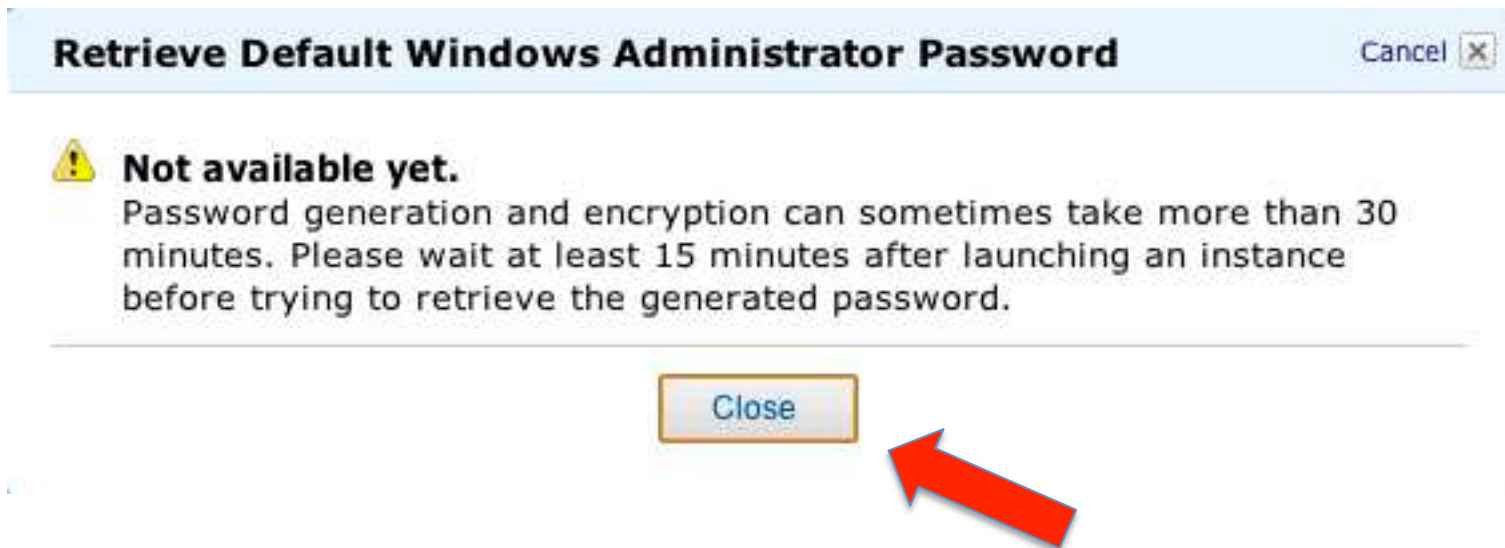 Retrieve Default Windows Administrator Password
Cancel
Not available yet.
Password generation and encryption can sometimes take more than 30
minutes. Please wait at least 15 minutes after launching an instance
before trying to retrieve the generated password.
Close